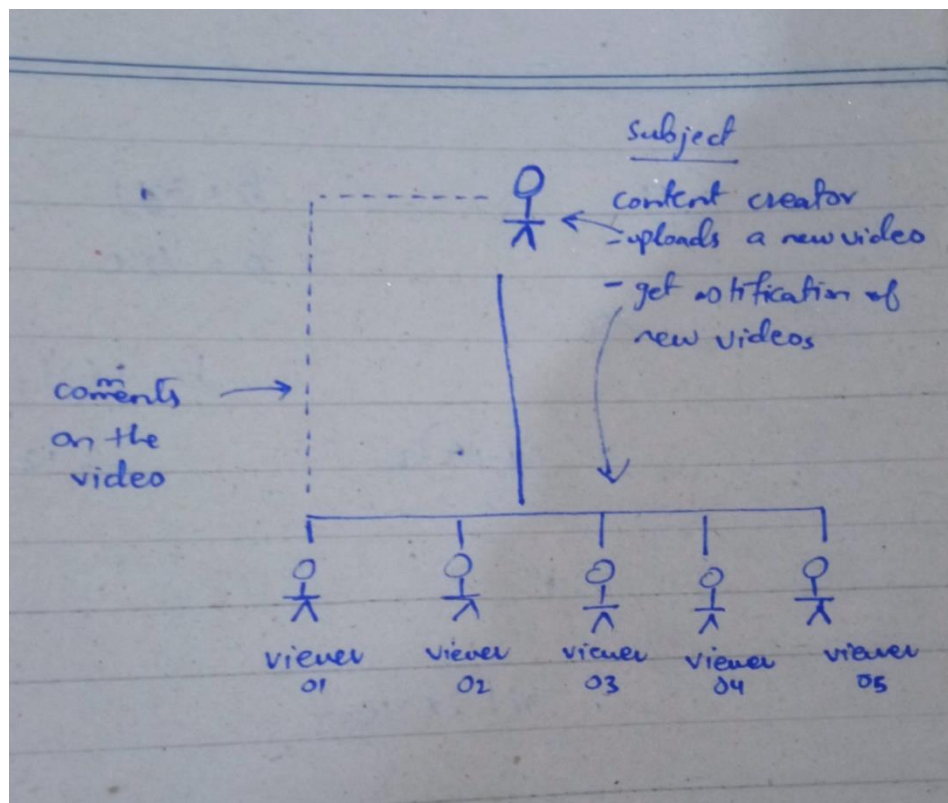 Subject
content creator
- uploads a new video
- get notification of
new videos
coments
on the
video
viewer
01
viewer
02
viewer
03
viewer
04
viewer
05